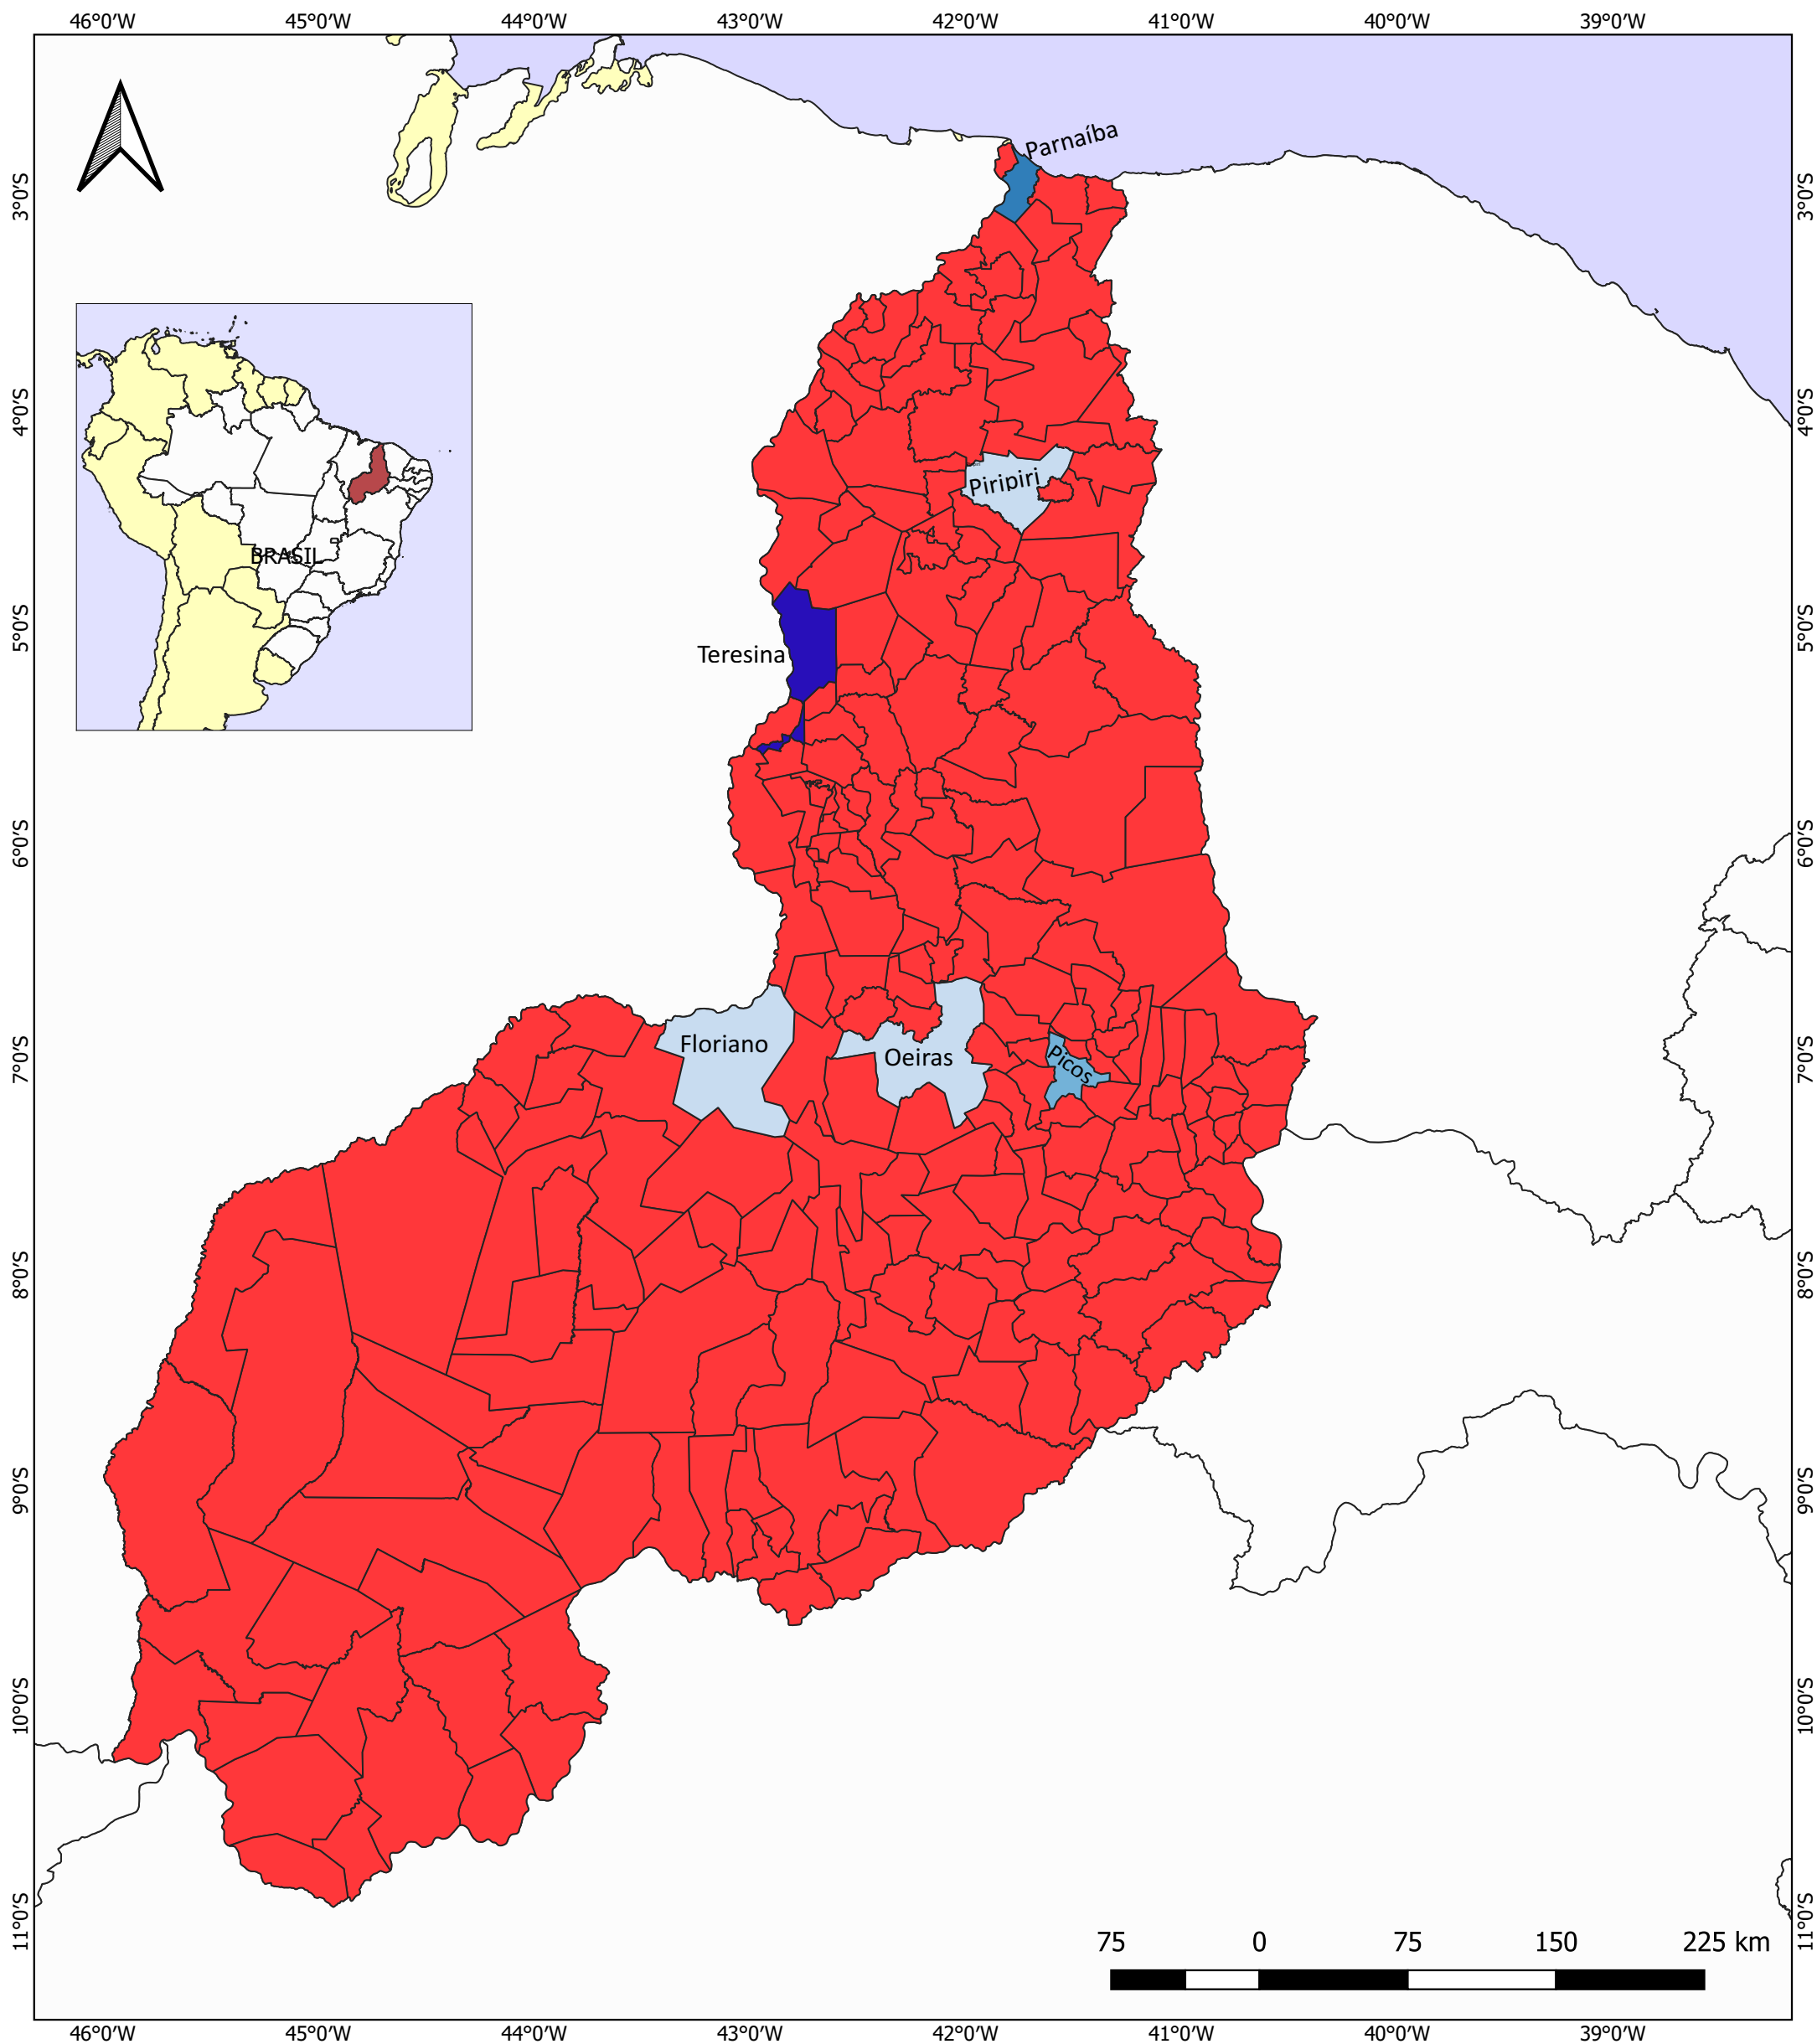 46°0'W 45°0'W 44°0'W 43°0'W 42°0'W 41°0'W 40°0'W 39°0'W
Parnaíba
3°0'S 3°0'S
4°0'S 4°0'S
Piripiri
BRASIL
5°0'S 5°0'S
Teresina
6°0'S 6°0'S
Floriano
Oeiras
Picos
7°0'S 7°0'S
8°0'S 8°0'S
9°0'S 9°0'S
10°0'S 10°0'S
11°0'S 11°0'S
75 0 75 150 225 km
46°0'W 45°0'W 44°0'W 43°0'W 42°0'W 41°0'W 40°0'W 39°0'W